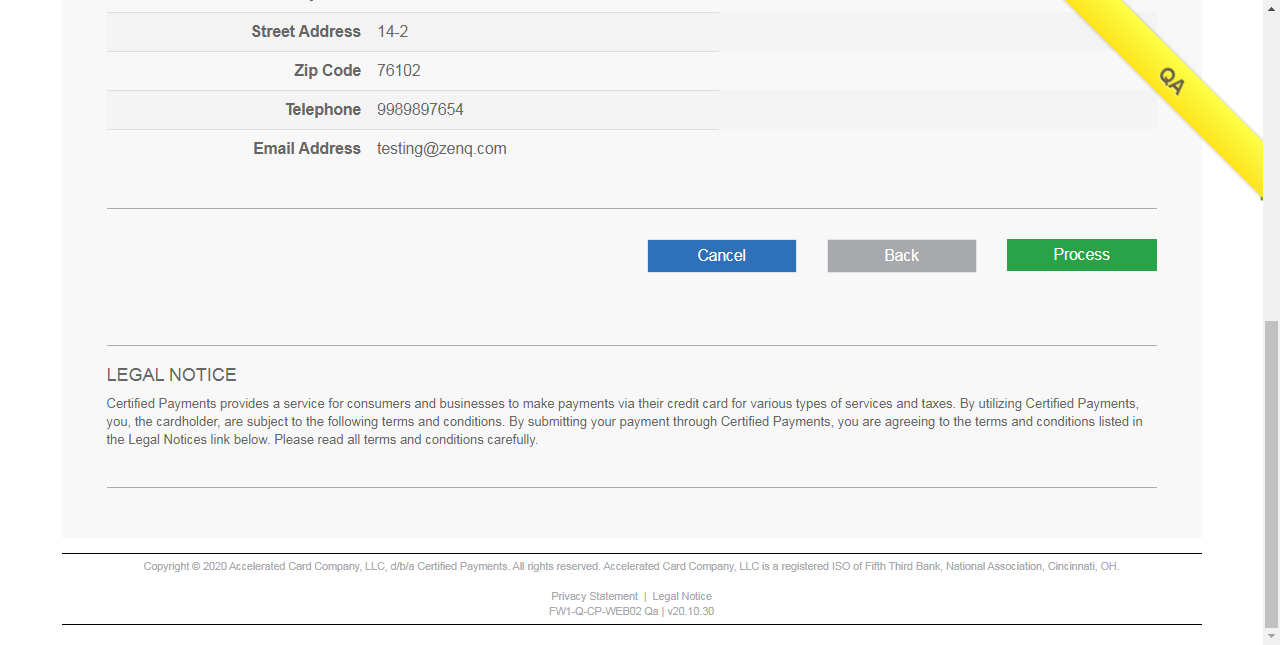 Street Address 14-2
QA
Zip Code 76102
Telephone 9989897654
Email Address testing@zenq.com
Cancel Back Process
LEGAL NOTICE
Certified Payments provides a service for consumers and businesses to make payments via their credit card for various types of services and taxes. By utilizing Certified Payments,
you, the cardholder, are subject to the following terms and conditions. By submitting your payment through Certified Payments, you are agreeing to the terms and conditions listed in
the Legal Notices link below. Please read all terms and conditions carefully.
Copyright © 2020 Accelerated Card Company, LLC, d/b/a Certified Payments. All rights reserved. Accelerated Card Company, LLC is a registered ISO of Fifth Third Bank, National Association, Cincinnati, OH.
Privacy Statement | Legal Notice
FW1-Q-CP-WEB02 Qa | v20.10.30